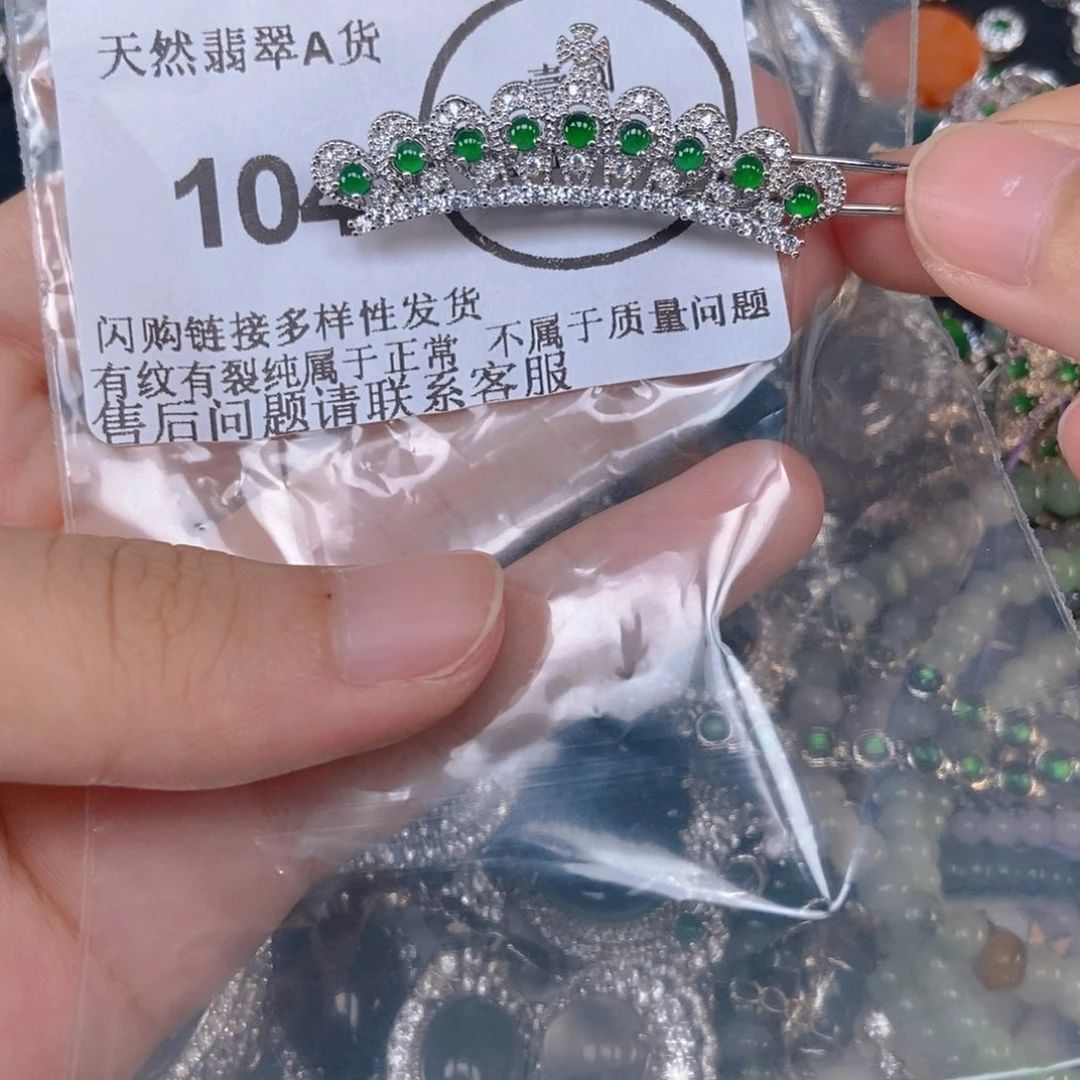 天然翡翠A货
104
闪购链接多样性发货
有纹有裂纯属于正常 不属于质量问题
售后问题请联系客服